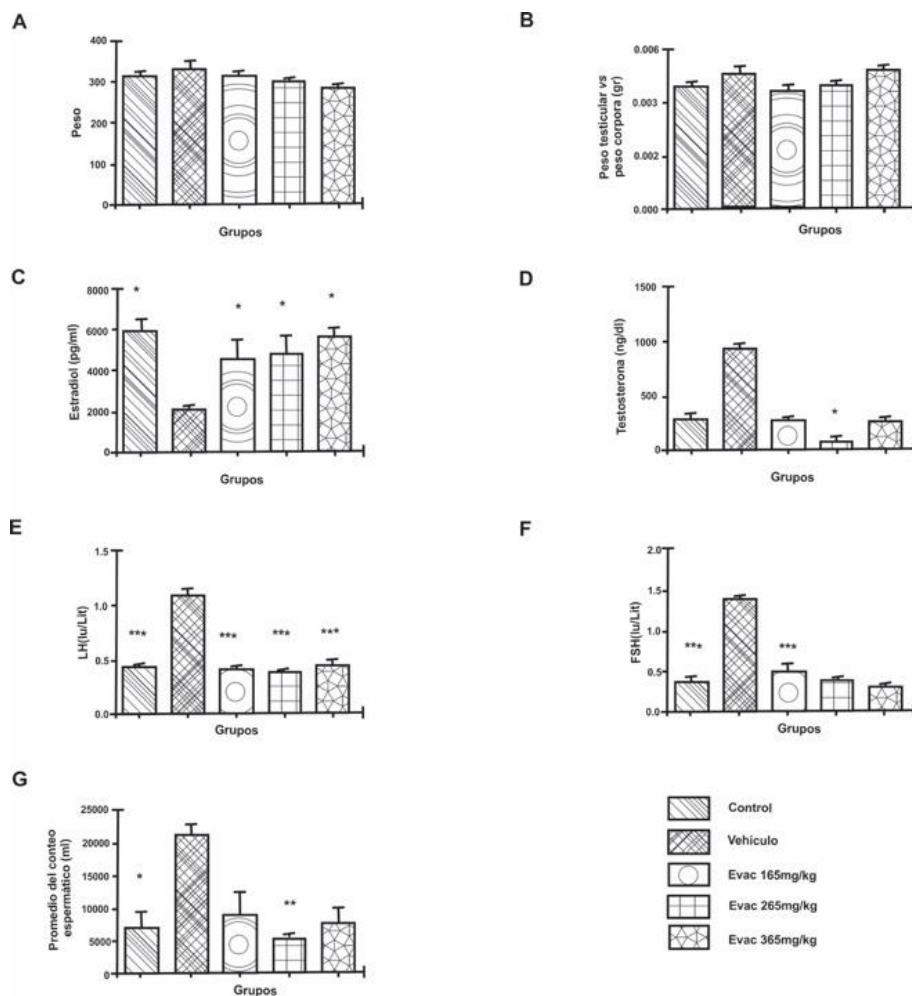 A
400
300
200
100
0
Peso
Grupos
B
0.006
0.003
0.002
0.000
Peso testicular vs
peso corpora (gr)
Grupos
C
8000
6000
4000
2000
0
Estradiol (pg/ml)
*
*
*
*
Grupos
D
1500
1000
500
0
Testosterona (ng/dl)
*
Grupos
E
1.5
1.0
0.5
0.0
LH(Iu/Lit)
***
***
***
***
Grupos
F
2.0
1.5
1.0
0.5
0.0
FSH(Iu/Lit)
***
***
Grupos
G
25000
20000
15000
10000
5000
0
Promedio del conteo
espermático (ml)
*
**
Grupos
Control
Vehículo
Evac 165mg/kg
Evac 265mg/kg
Evac 365mg/kg